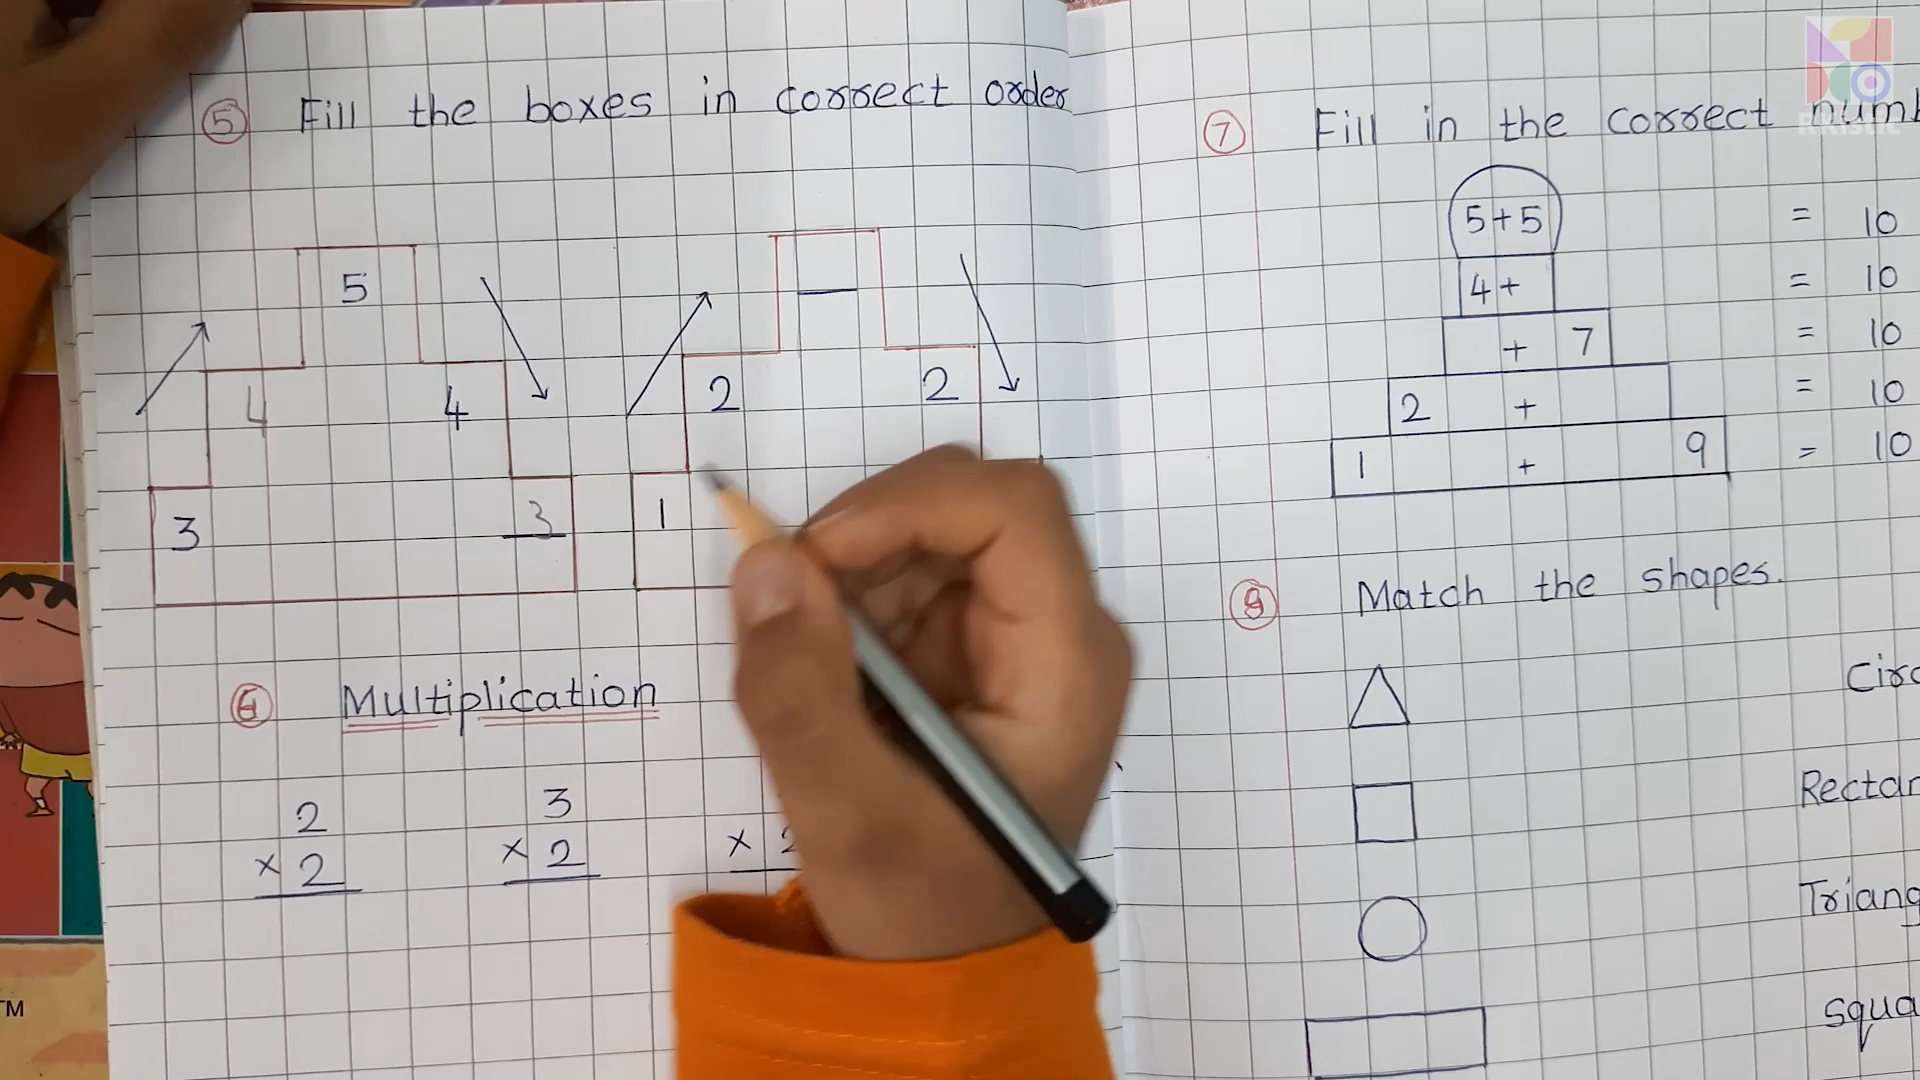 ⑤ Fill the boxes in correct order
5
4 4
3 3
2 2
1
⑥ Multiplication
2
× 2
3
× 2
×
⑦ Fill in the correct numb
5+5 = 10
4+ = 10
+ 7 = 10
2 + = 10
1 + 9 = 10
⑧ Match the shapes.
Circ
Rectan
Triang
squa
TM